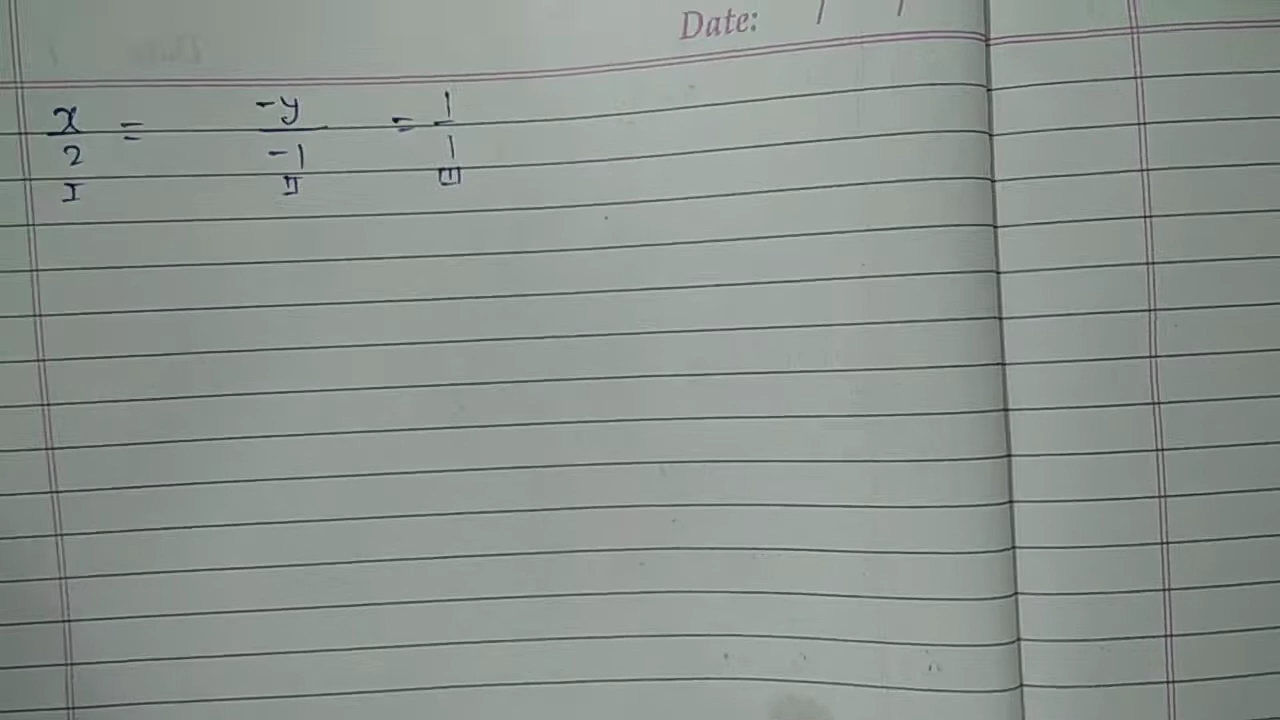 Date: / /
x/2 = -y/-1 = 1/1
I II III